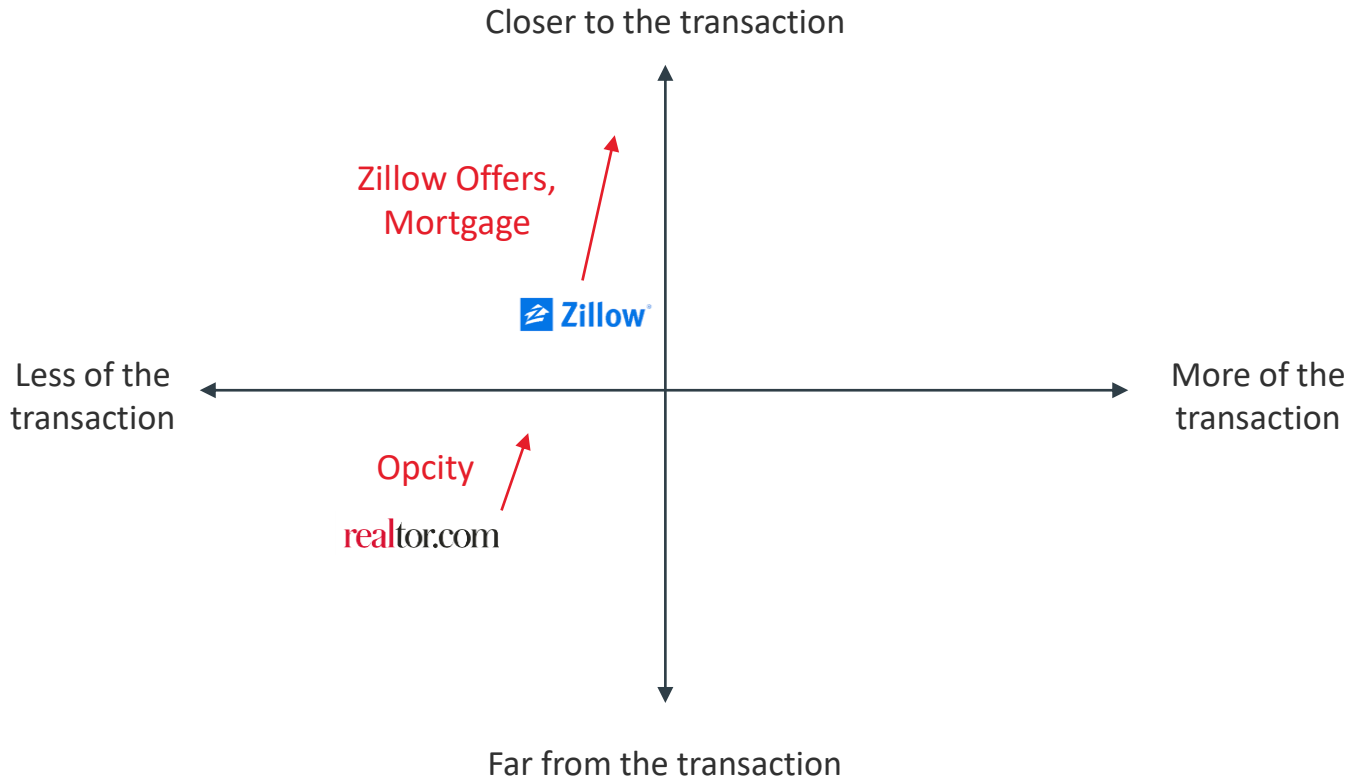 Closer to the transaction
Zillow Offers,
Mortgage
Zillow®
Less of the
transaction
More of the
transaction
Opcity
realtor.com
Far from the transaction